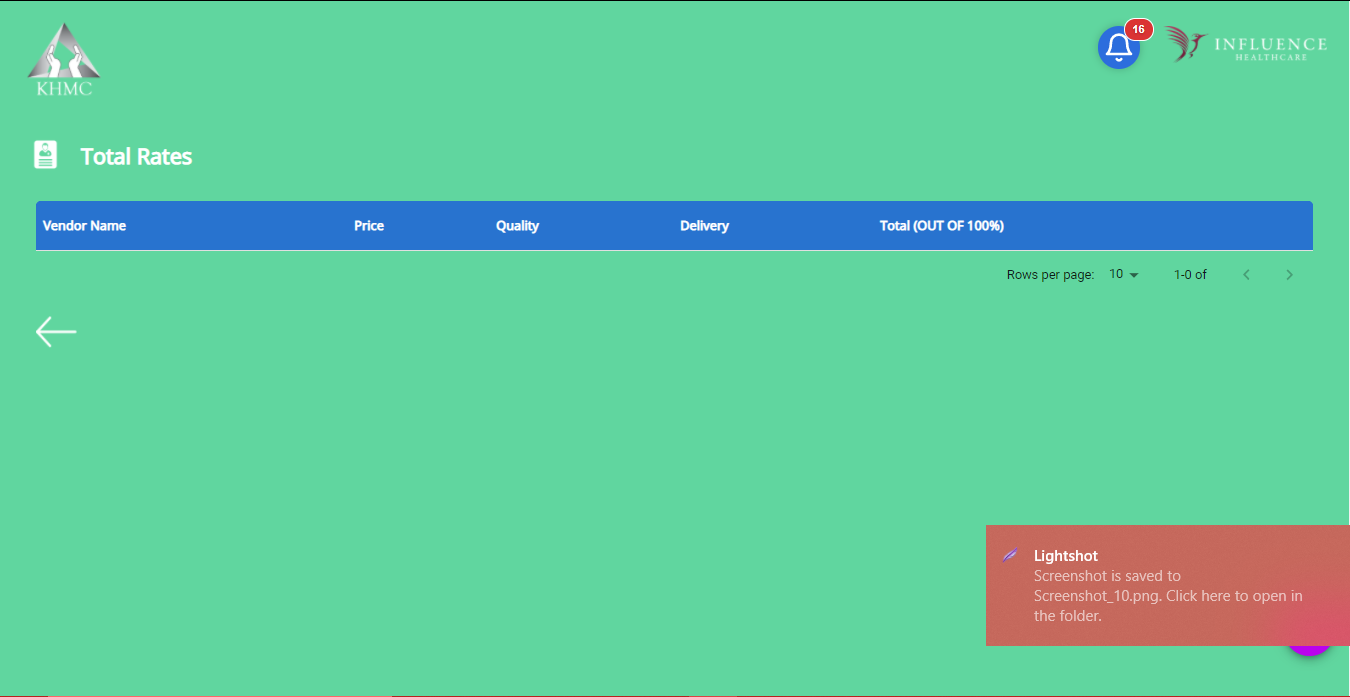 KHMC
16
INFLUENCE
HEALTHCARE
Total Rates
Vendor Name Price Quality Delivery Total (OUT OF 100%)
Rows per page: 10 1-0 of
Lightshot
Screenshot is saved to
Screenshot_10.png. Click here to open in
the folder.